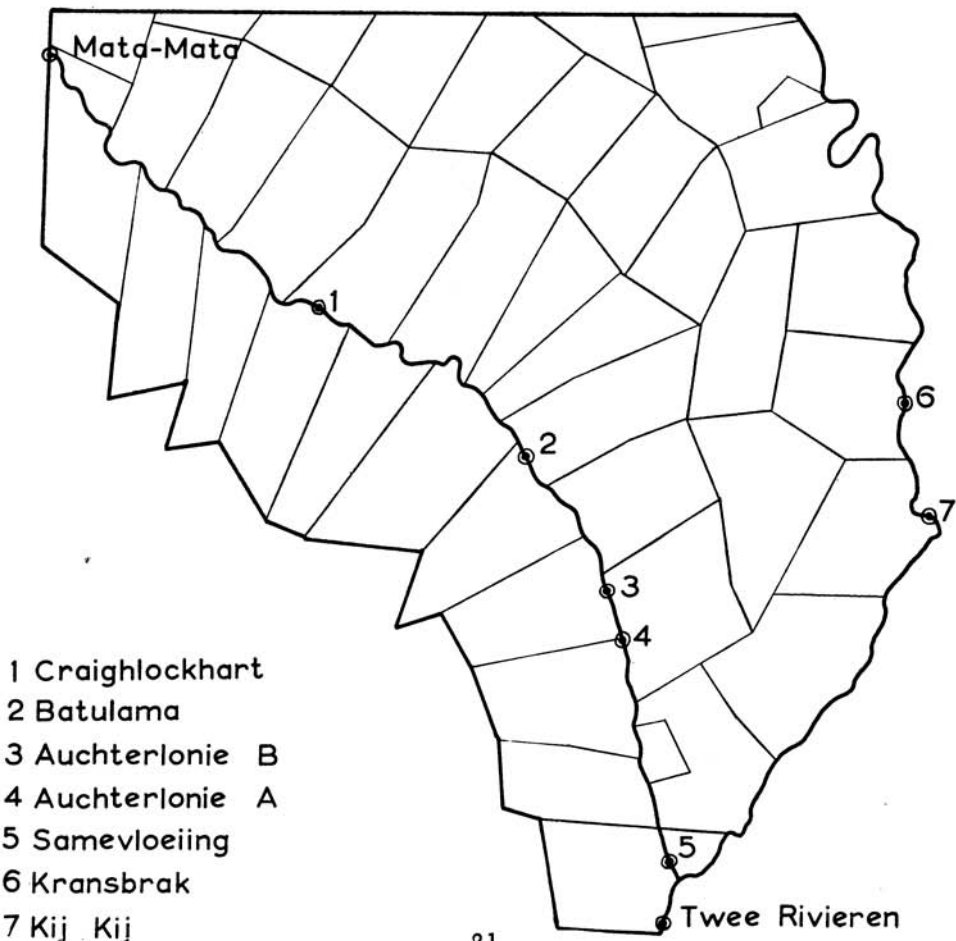 Mata-Mata
1
2
6
7
3
4
5
Twee Rivieren
1 Craighlockhart
2 Batulama
3 Auchterlonie B
4 Auchterlonie A
5 Samevloeiing
6 Kransbrak
7 Kij Kij